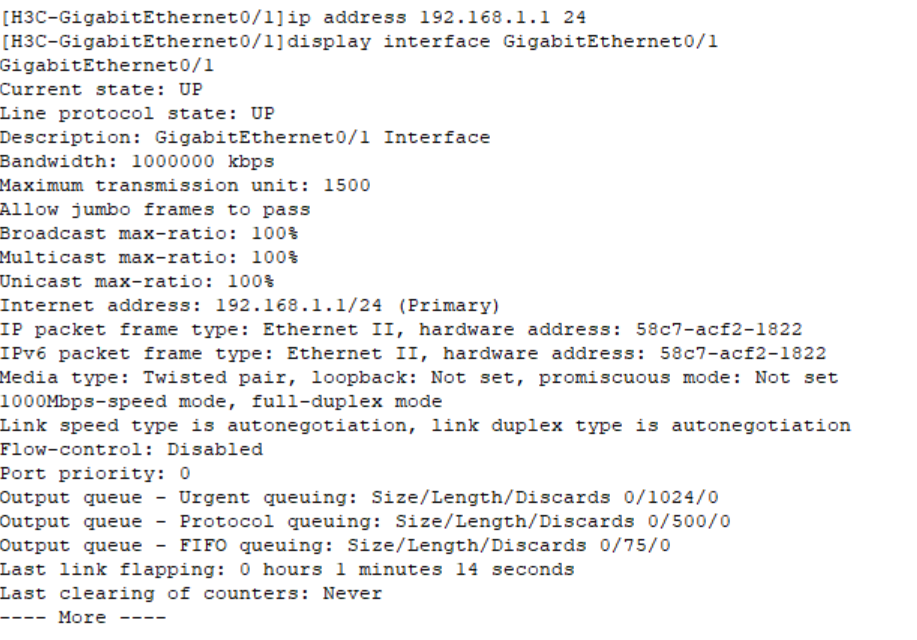 [H3C-GigabitEthernet0/1]ip address 192.168.1.1 24
[H3C-GigabitEthernet0/1]display interface GigabitEthernet0/1
GigabitEthernet0/1
Current state: UP
Line protocol state: UP
Description: GigabitEthernet0/1 Interface
Bandwidth: 1000000 kbps
Maximum transmission unit: 1500
Allow jumbo frames to pass
Broadcast max-ratio: 100%
Multicast max-ratio: 100%
Unicast max-ratio: 100%
Internet address: 192.168.1.1/24 (Primary)
IP packet frame type: Ethernet II, hardware address: 58c7-acf2-1822
IPv6 packet frame type: Ethernet II, hardware address: 58c7-acf2-1822
Media type: Twisted pair, loopback: Not set, promiscuous mode: Not set
1000Mbps-speed mode, full-duplex mode
Link speed type is autonegotiation, link duplex type is autonegotiation
Flow-control: Disabled
Port priority: 0
Output queue - Urgent queuing: Size/Length/Discards 0/1024/0
Output queue - Protocol queuing: Size/Length/Discards 0/500/0
Output queue - FIFO queuing: Size/Length/Discards 0/75/0
Last link flapping: 0 hours 1 minutes 14 seconds
Last clearing of counters: Never
---- More ----